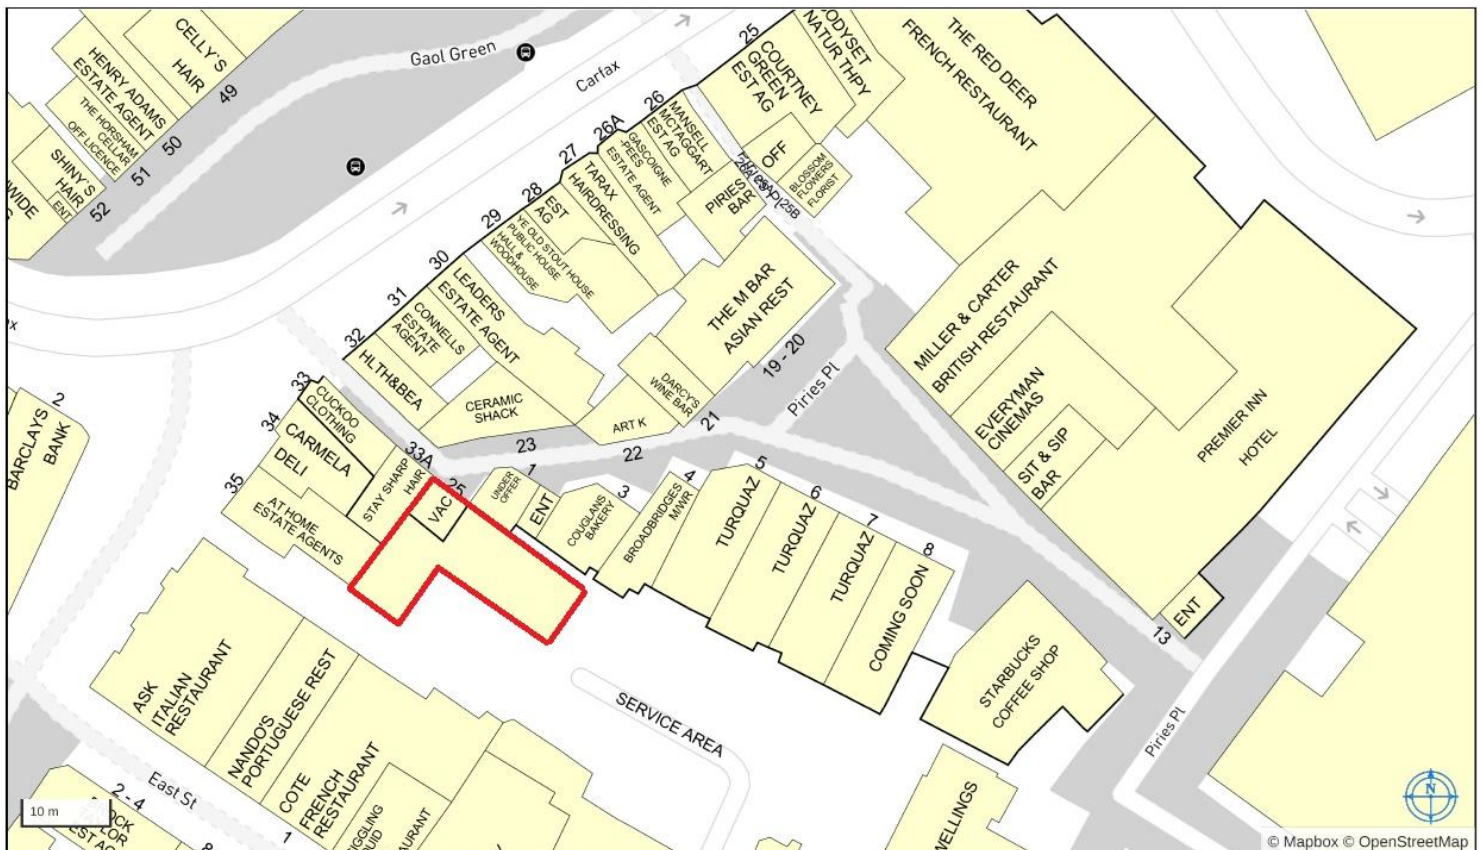 CELLY'S
HAIR
49
Gaol Green
HENRY ADAMS
ESTATE AGENT
50
THE HORSHAM
CELLAR
OFF LICENCE
51
SHINY'S
HAIR
ENT
52
WIDE
Carfax
25
COURTNEY
GREEN
EST AG
ODYSET
NATUR THPY
THE RED DEER
FRENCH RESTAURANT
26
MANSELL
MCTAGGART
EST AG
26A
GASCOIGNE
-PEES
ESTATE AGENT
OFF
BLOSSOM
FLOWERS
FLORIST
PIRIES
BAR
27
TARAX
HAIRDRESSING
28
EST
AG
29
YE OLD STOUT HOUSE
PUBLIC HOUSE
HALL &
WOODHOUSE
30
LEADERS
ESTATE AGENT
31
CONNELLS
ESTATE
AGENT
32
HLTH&BEA
THE M BAR
ASIAN REST
19 - 20
DARCY'S
WINE BAR
21
Piries Pl
MILLER & CARTER
BRITISH RESTAURANT
EVERYMAN
CINEMAS
SIT & SIP
BAR
PREMIER INN
HOTEL
2
BARCLAYS
BANK
33
CUCKOO
CLOTHING
34
CARMELA
DELI
33A
STAY SHARP
HAIR
35
AT HOME
ESTATE AGENTS
CERAMIC
SHACK
23
ART K
22
25
VAC
1
UNDER
OFFER
ENT
3
COUGLANS
BAKERY
4
BROADBRIDGES
MWR
5
TURQUAZ
6
TURQUAZ
7
TURQUAZ
8
COMING SOON
13
ENT
STARBUCKS
COFFEE SHOP
Piries Pl
SERVICE AREA
ASK
ITALIAN
RESTAURANT
NANDO'S
PORTUGUESE REST
COTE
FRENCH
RESTAURANT
1
East St
2 - 4
10 m
N
© Mapbox © OpenStreetMap